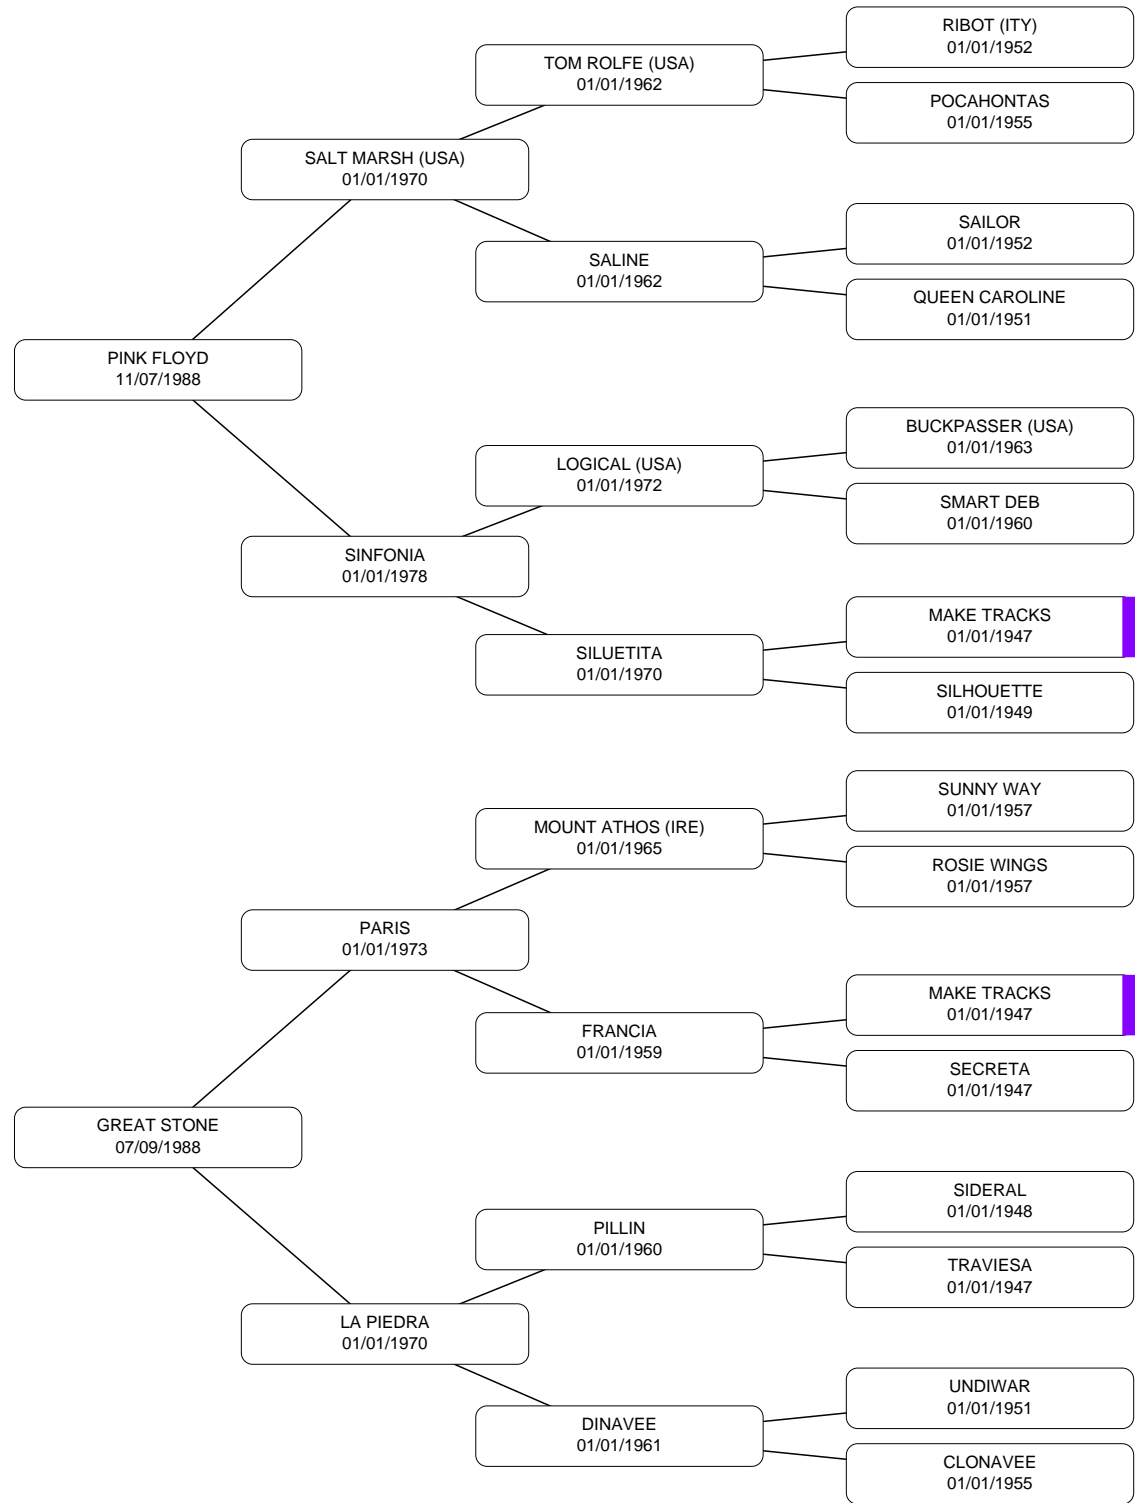 RIBOT (ITY)
01/01/1952
TOM ROLFE (USA)
01/01/1962
POCAHONTAS
01/01/1955
SALT MARSH (USA)
01/01/1970
SAILOR
01/01/1952
SALINE
01/01/1962
QUEEN CAROLINE
01/01/1951
PINK FLOYD
11/07/1988
BUCKPASSER (USA)
01/01/1963
LOGICAL (USA)
01/01/1972
SMART DEB
01/01/1960
SINFONIA
01/01/1978
MAKE TRACKS
01/01/1947
SILUETITA
01/01/1970
SILHOUETTE
01/01/1949
SUNNY WAY
01/01/1957
MOUNT ATHOS (IRE)
01/01/1965
ROSIE WINGS
01/01/1957
PARIS
01/01/1973
MAKE TRACKS
01/01/1947
FRANCIA
01/01/1959
SECRETA
01/01/1947
GREAT STONE
07/09/1988
SIDERAL
01/01/1948
PILLIN
01/01/1960
TRAVIESA
01/01/1947
LA PIEDRA
01/01/1970
UNDIWAR
01/01/1951
DINAVEE
01/01/1961
CLONAVEE
01/01/1955